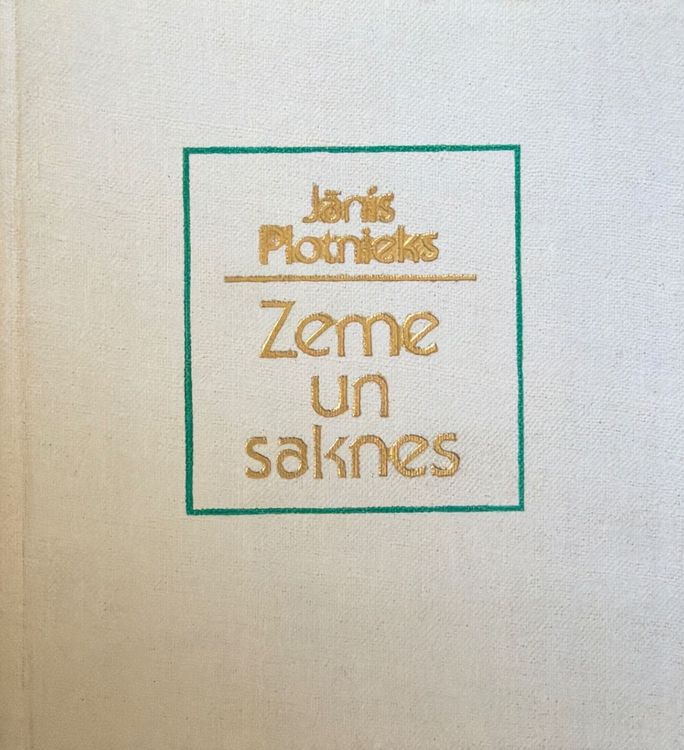 Jānis
Plotnieks
Zeme
un
saknes